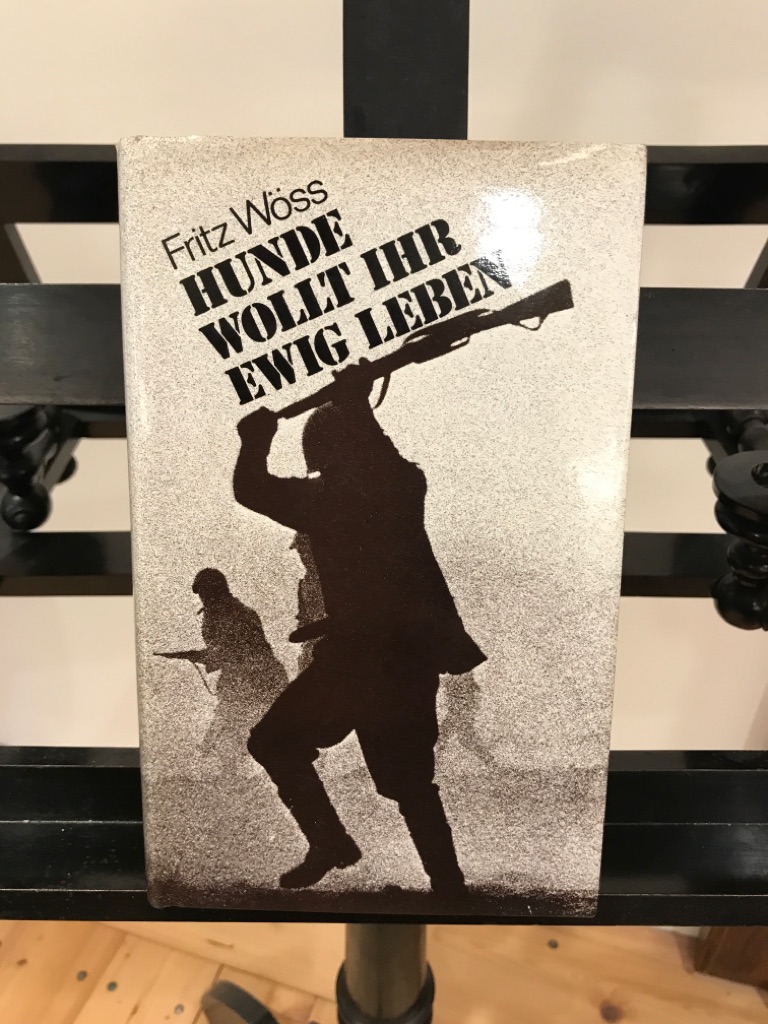 Fritz Wöss
HUNDE
WOLLT IHR
EWIG LEBEN